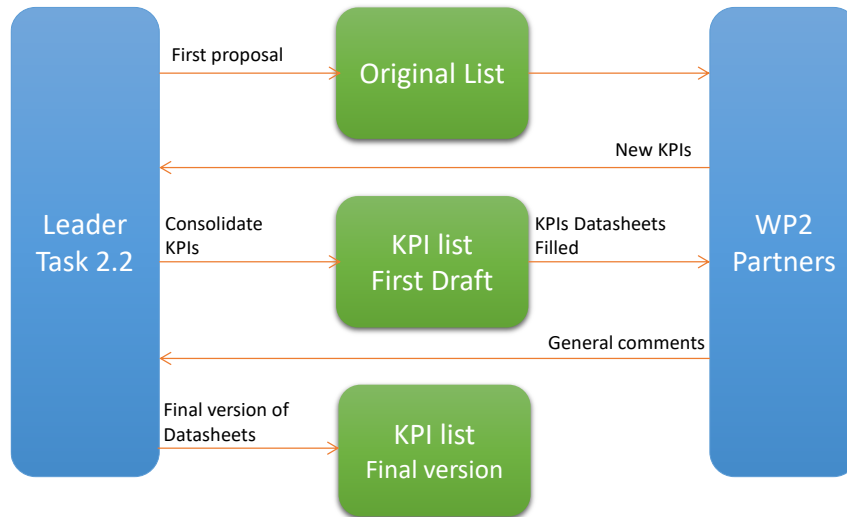 First proposal
Original List
New KPIs
Leader
Task 2.2
Consolidate
KPIs
KPI list
First Draft
KPIs Datasheets
Filled
WP2
Partners
General comments
Final version of
Datasheets
KPI list
Final version